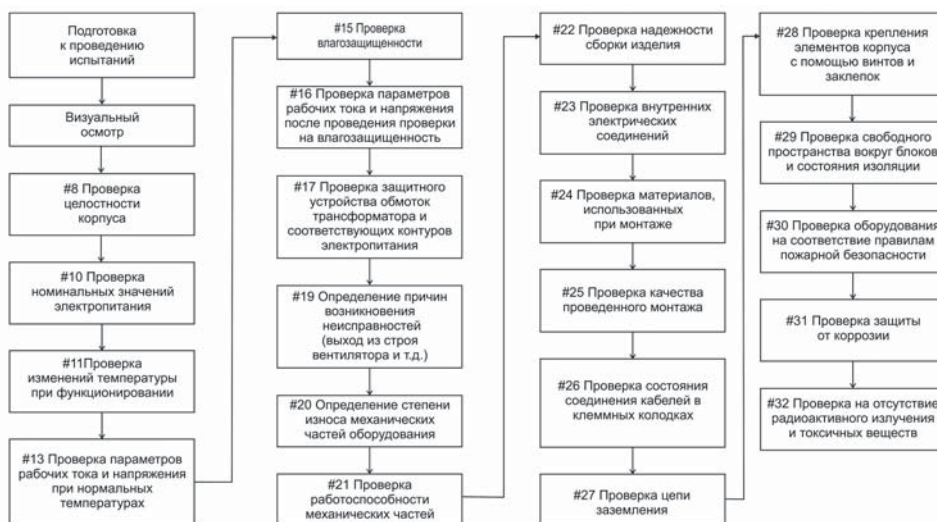 Подготовка
к проведению
испытаний
Визуальный
осмотр
#8 Проверка
целостности
корпуса
#10 Проверка
номинальных значений
электропитания
#11Проверка
изменений температуры
при функционировании
#13 Проверка параметров
рабочих тока и напряжения
при нормальных
температурах
#15 Проверка
влагозащищенности
#16 Проверка параметров
рабочих тока и напряжения
после проведения проверки
на влагозащищенность
#17 Проверка защитного
устройства обмоток
трансформатора и
соответствующих контуров
электропитания
#19 Определение причин
возникновения
неисправностей
(выход из строя
вентилятора и т.д.)
#20 Определение степени
износа механических
частей оборудования
#21 Проверка
работоспособности
механических частей
#22 Проверка надежности
сборки изделия
#23 Проверка внутренних
электрических
соединений
#24 Проверка материалов,
использованных
при монтаже
#25 Проверка качества
проведенного монтажа
#26 Проверка состояния
соединения кабелей в
клеммных колодках
#27 Проверка цепи
заземления
#28 Проверка крепления
элементов корпуса
с помощью винтов и
заклепок
#29 Проверка свободного
пространства вокруг блоков
и состояния изоляции
#30 Проверка оборудования
на соответствие правилам
пожарной безопасности
#31 Проверка защиты
от коррозии
#32 Проверка на отсутствие
радиоактивного излучения
и токсичных веществ